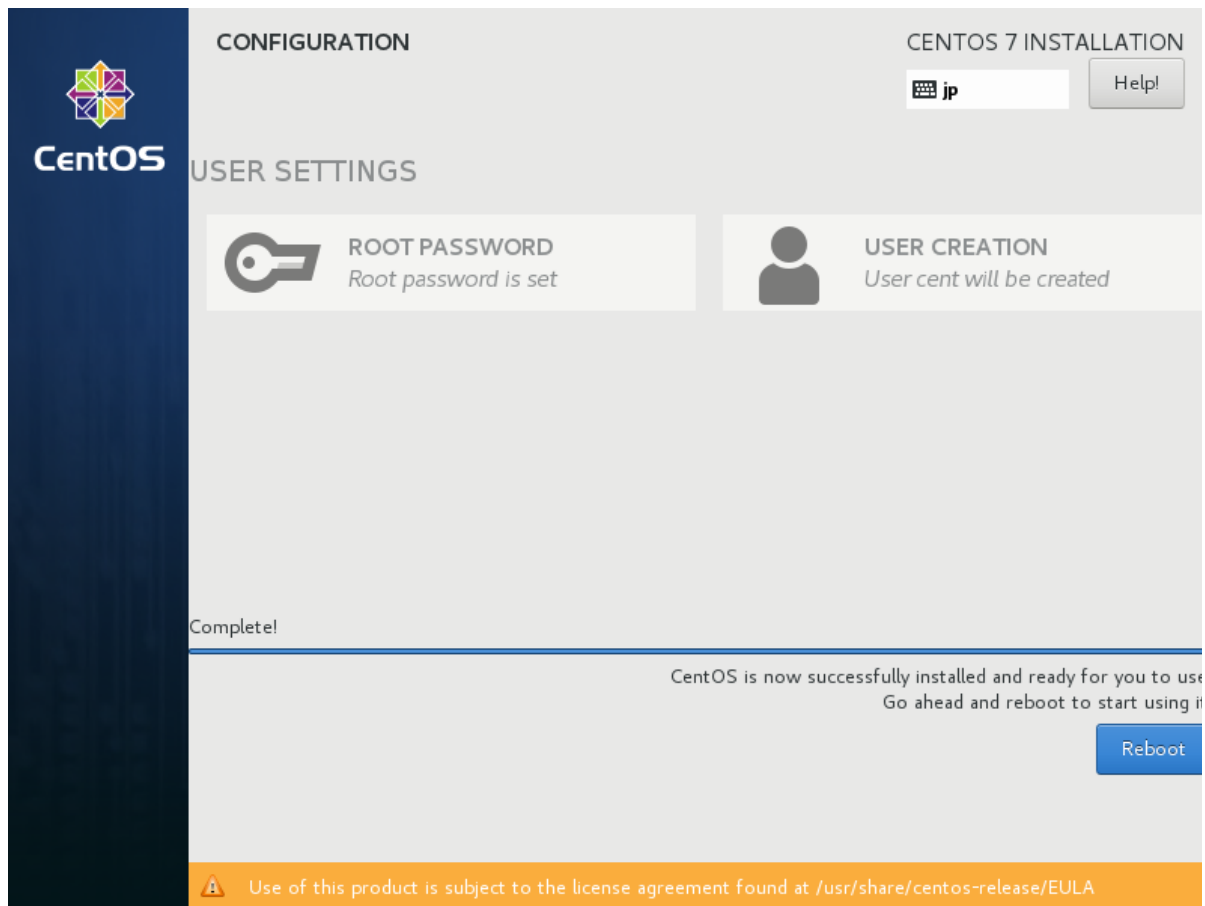 CONFIGURATION
CENTOS 7 INSTALLATION
jp
Help!
CentOS
USER SETTINGS
ROOT PASSWORD
Root password is set
USER CREATION
User cent will be created
Complete!
CentOS is now successfully installed and ready for you to use
Go ahead and reboot to start using
Reboot
Use of this product is subject to the license agreement found at /usr/share/centos-release/EULA